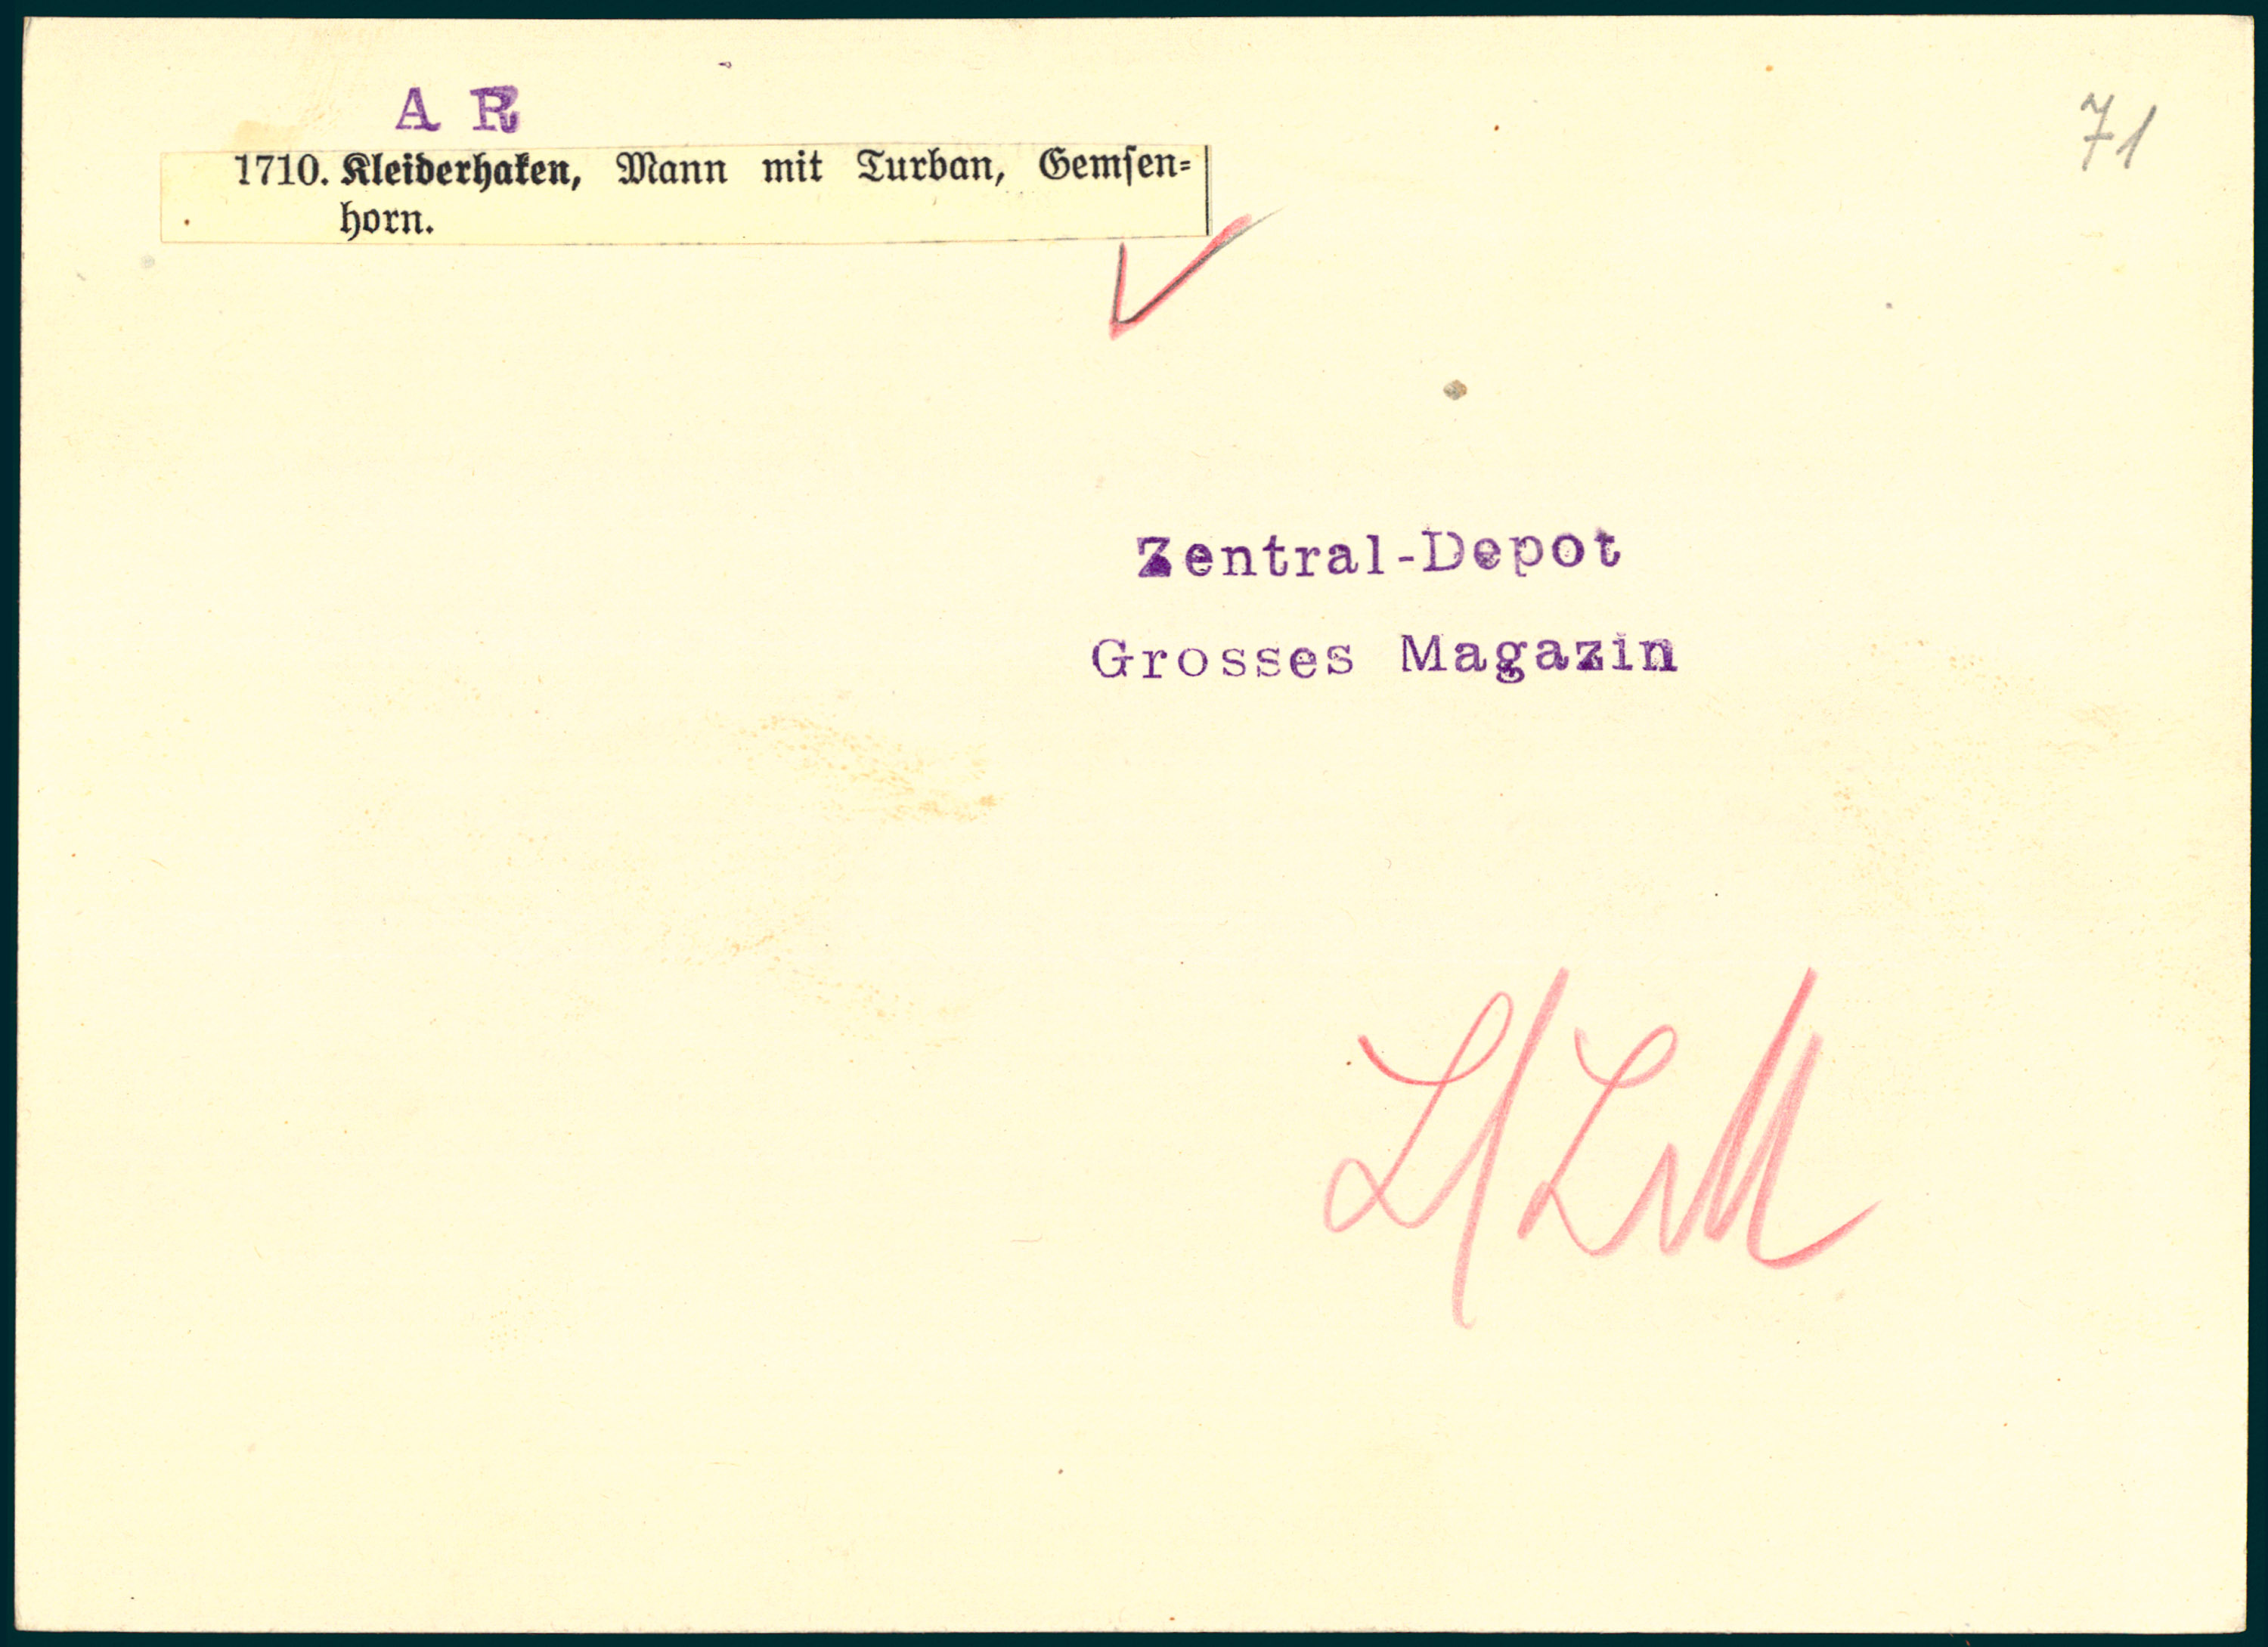 A R
71
1710. Kleiderhaken, Mann mit Turban, Gemſen=
horn.
Zentral-Depot
Grosses Magazin